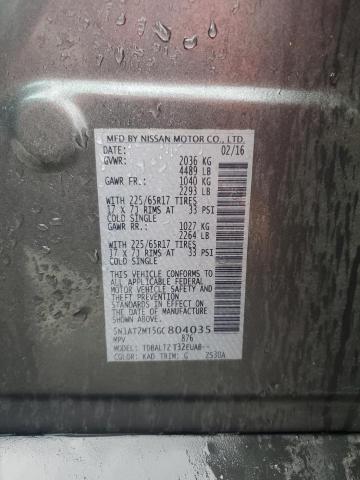 MFD BY NISSAN MOTOR CO., LTD.
DATE: 02/16
GVWR: 2036 KG
4489 LB
GAWR FR.: 1040 KG
2293 LB
WITH 225/65R17 TIRES
17 X 7J RIMS AT 33 PSI
COLD SINGLE
GAWR RR.: 1027 KG
2264 LB
WITH 225/65R17 TIRES
17 X 7J RIMS AT 33 PSI
COLD SINGLE
THIS VEHICLE CONFORMS TO
ALL APPLICABLE FEDERAL
MOTOR VEHICLE SAFETY
STANDARDS IN EFFECT ON THE
DATE OF MANUFACTURE SHOWN
ABOVE.
5N1AT2MT5GC804035
MPV 876
MODEL: TDBALTZ T32EUAB--
COLOR: KAD TRIM: G 2530A